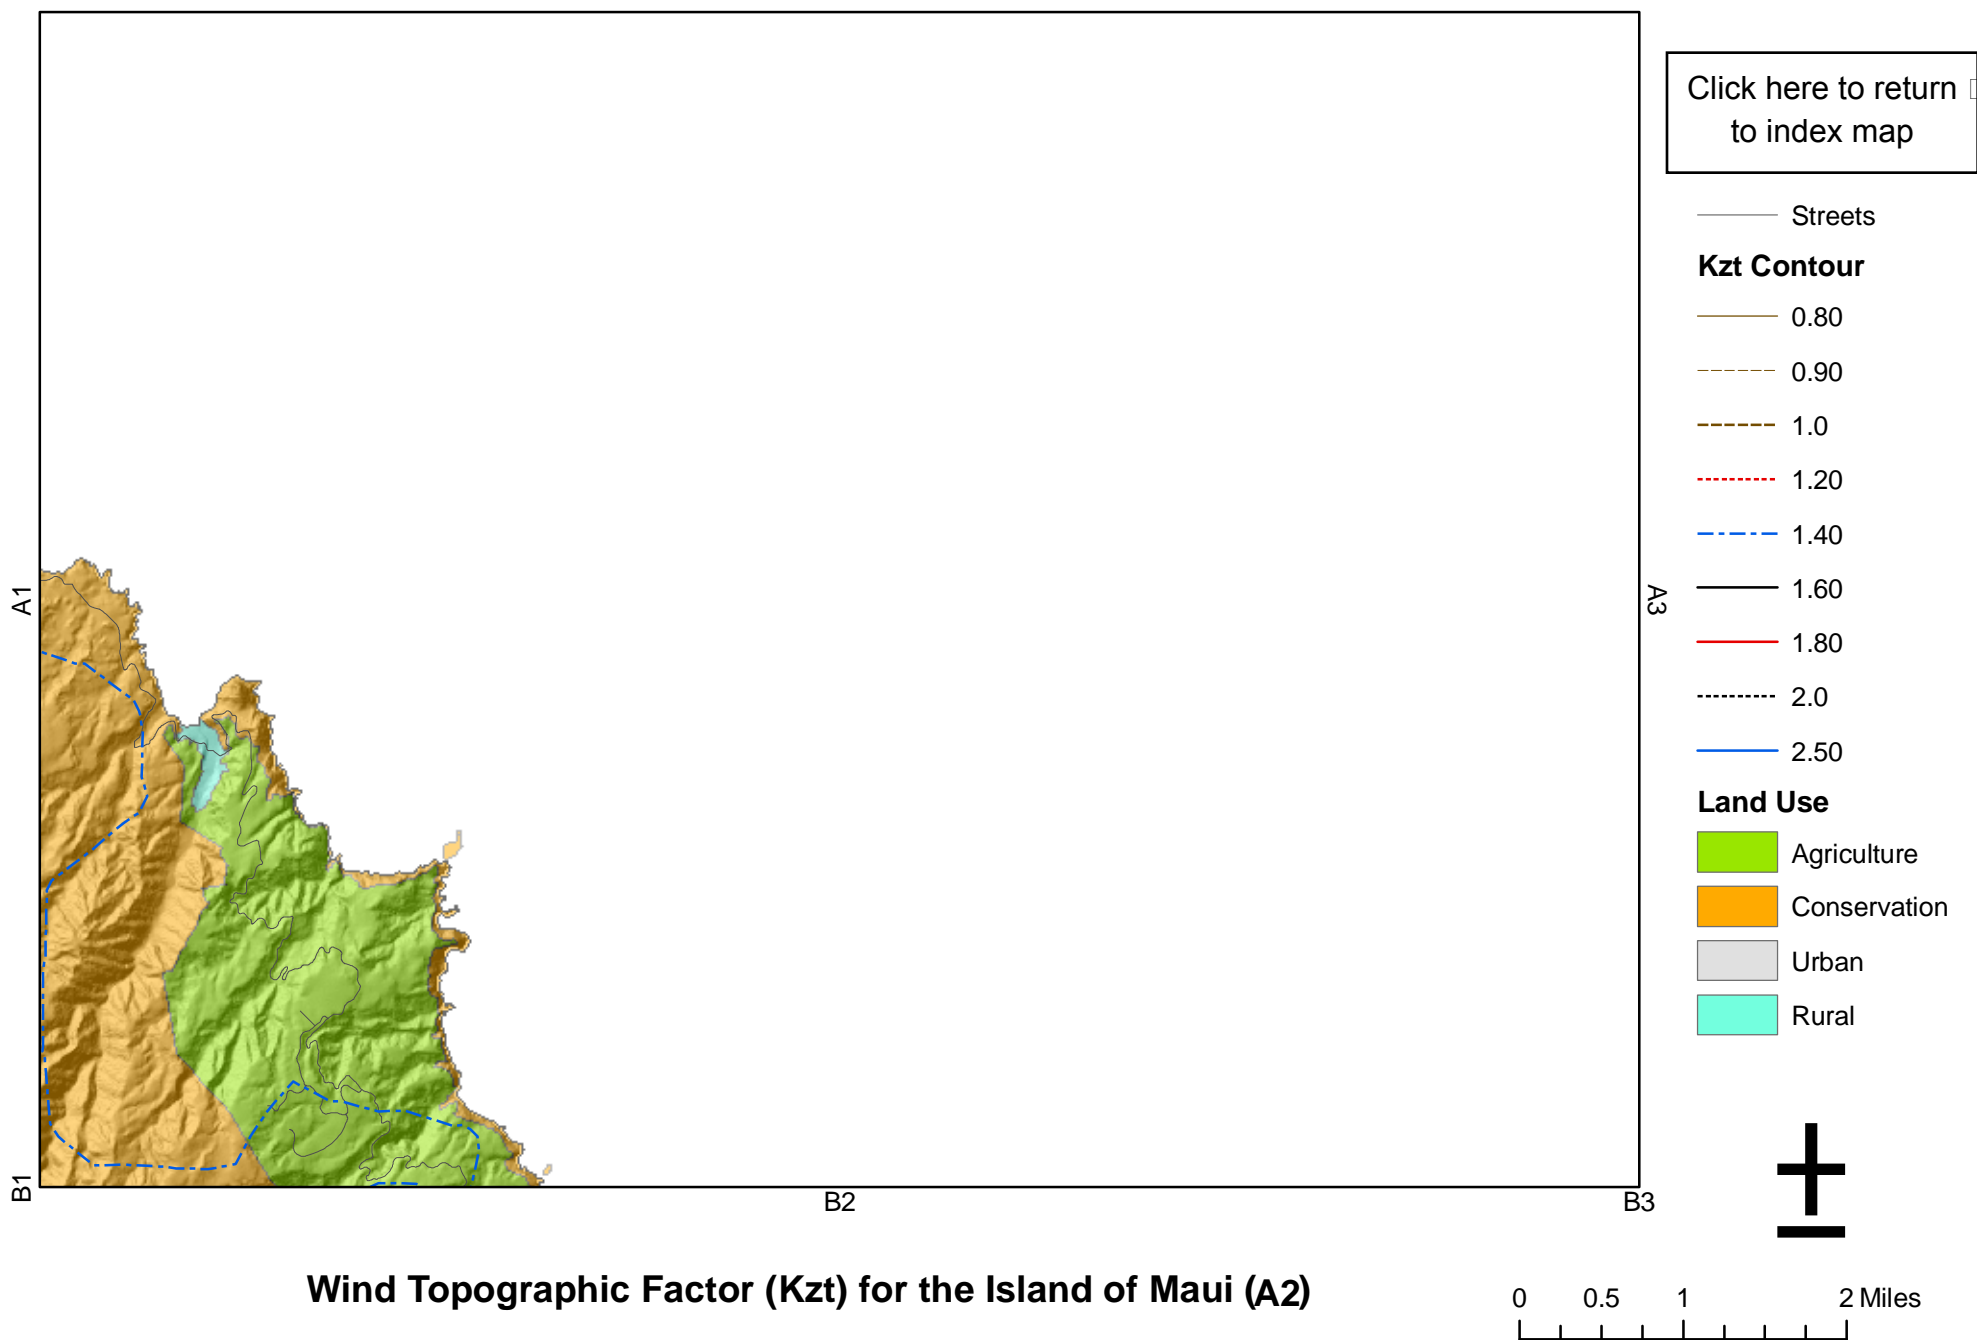 Click here to return
to index map
Streets
Kzt Contour
0.80
0.90
1.0
1.20
1.40
1.60
1.80
2.0
2.50
Land Use
Agriculture
Conservation
Urban
Rural
A1
A3
B1
B2
B3
Wind Topographic Factor (Kzt) for the Island of Maui (A2)
0 0.5 1 2 Miles